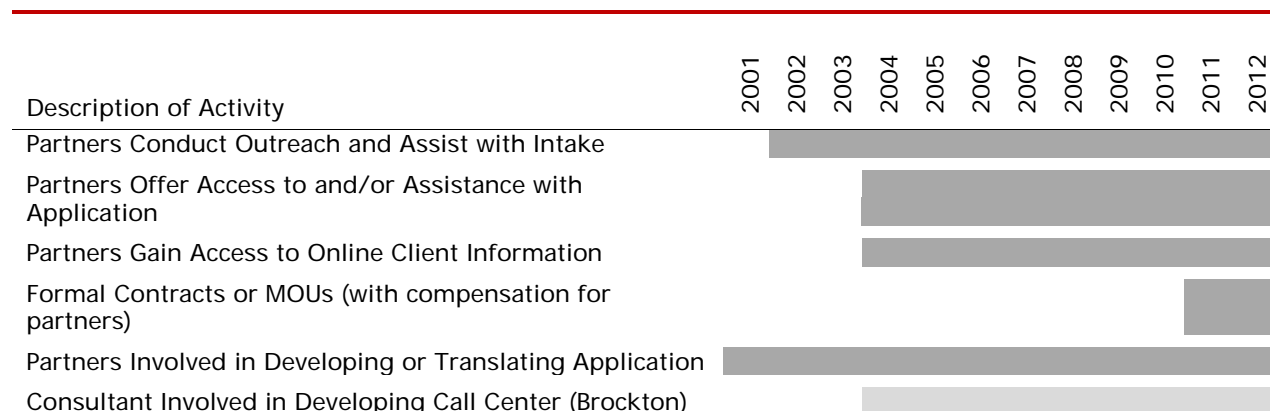 2001 2002 2003 2004 2005 2006 2007 2008 2009 2010 2011 2012
Description of Activity
Partners Conduct Outreach and Assist with Intake
Partners Offer Access to and/or Assistance with
Application
Partners Gain Access to Online Client Information
Formal Contracts or MOUs (with compensation for
partners)
Partners Involved in Developing or Translating Application
Consultant Involved in Developing Call Center (Brockton)